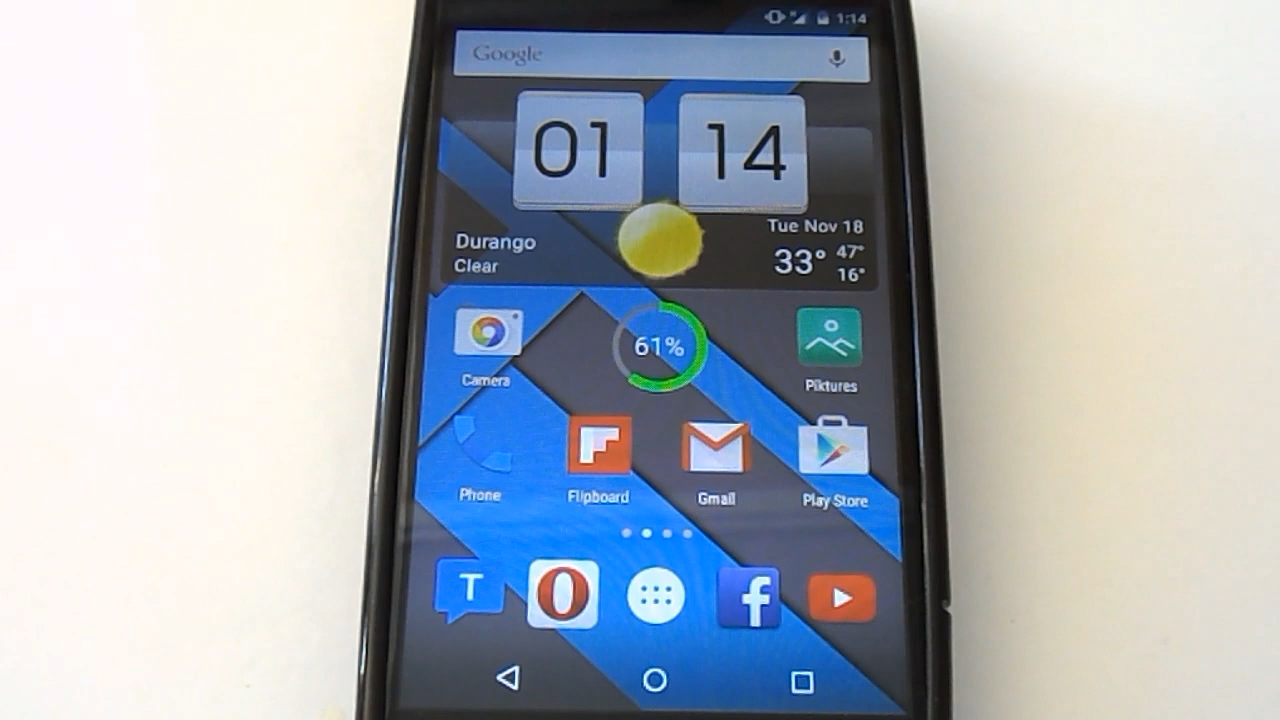 1:14
Google
01 14
Tue Nov 18
Durango
47°
33°
Clear
16°
61%
Camera
Piktures
Phone
Flipboard
Gmail
Play Store
T
f